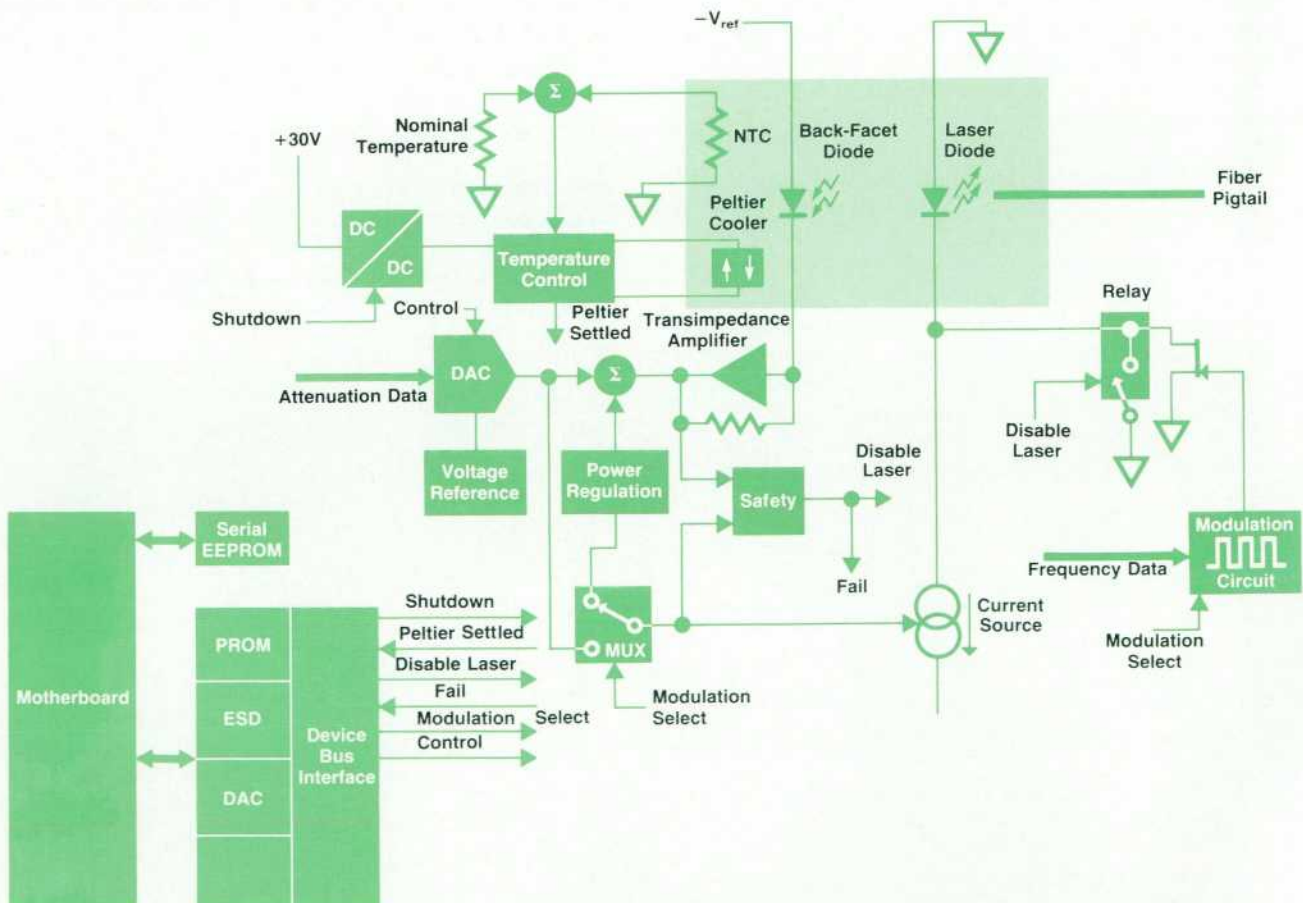 −Vref
Σ
Nominal
Temperature
NTC
Back-Facet
Diode
Laser
Diode
+30V
Fiber
Pigtail
Peltier
Cooler
DC
DC
Temperature
Control
Relay
Shutdown
Control
Peltier
Settled
Transimpedance
Amplifier
DAC
Σ
Attenuation Data
Disable
Laser
Disable
Laser
Voltage
Reference
Power
Regulation
Safety
Serial
EEPROM
Modulation
Circuit
Frequency Data
Fail
Shutdown
Current
Source
Peltier Settled
PROM
MUX
Modulation
Select
Disable Laser
Motherboard
Fail
ESD
Modulation Select
Modulation
Select
Device
Bus
Interface
Control
DAC